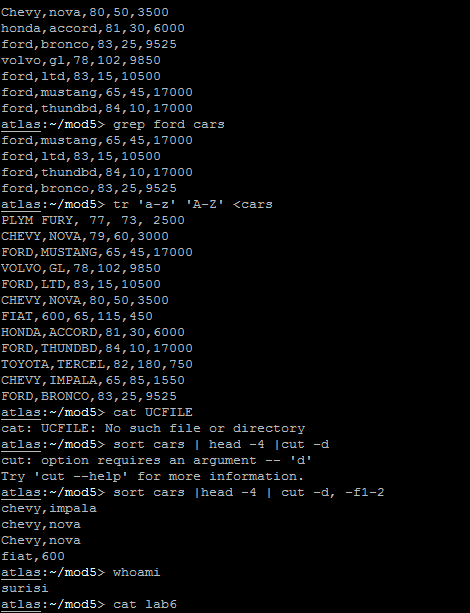 Chevy,nova,80,50,3500
honda,accord,81,30,6000
ford,bronco,83,25,9525
volvo,gl,78,102,9850
ford,ltd,83,15,10500
ford,mustang,65,45,17000
ford,thundbd,84,10,17000
atlas:~/mod5> grep ford cars
ford,mustang,65,45,17000
ford,ltd,83,15,10500
ford,thundbd,84,10,17000
ford,bronco,83,25,9525
atlas:~/mod5> tr 'a-z' 'A-Z' <cars
PLYM FURY, 77, 73, 2500
CHEVY,NOVA,79,60,3000
FORD,MUSTANG,65,45,17000
VOLVO,GL,78,102,9850
FORD,LTD,83,15,10500
CHEVY,NOVA,80,50,3500
FIAT,600,65,115,450
HONDA,ACCORD,81,30,6000
FORD,THUNDBD,84,10,17000
TOYOTA,TERCEL,82,180,750
CHEVY,IMPALA,65,85,1550
FORD,BRONCO,83,25,9525
atlas:~/mod5> cat UCFILE
cat: UCFILE: No such file or directory
atlas:~/mod5> sort cars | head -4 |cut -d
cut: option requires an argument -- 'd'
Try 'cut --help' for more information.
atlas:~/mod5> sort cars |head -4 | cut -d, -f1-2
chevy,impala
chevy,nova
Chevy,nova
fiat,600
atlas:~/mod5> whoami
surisi
atlas:~/mod5> cat lab6